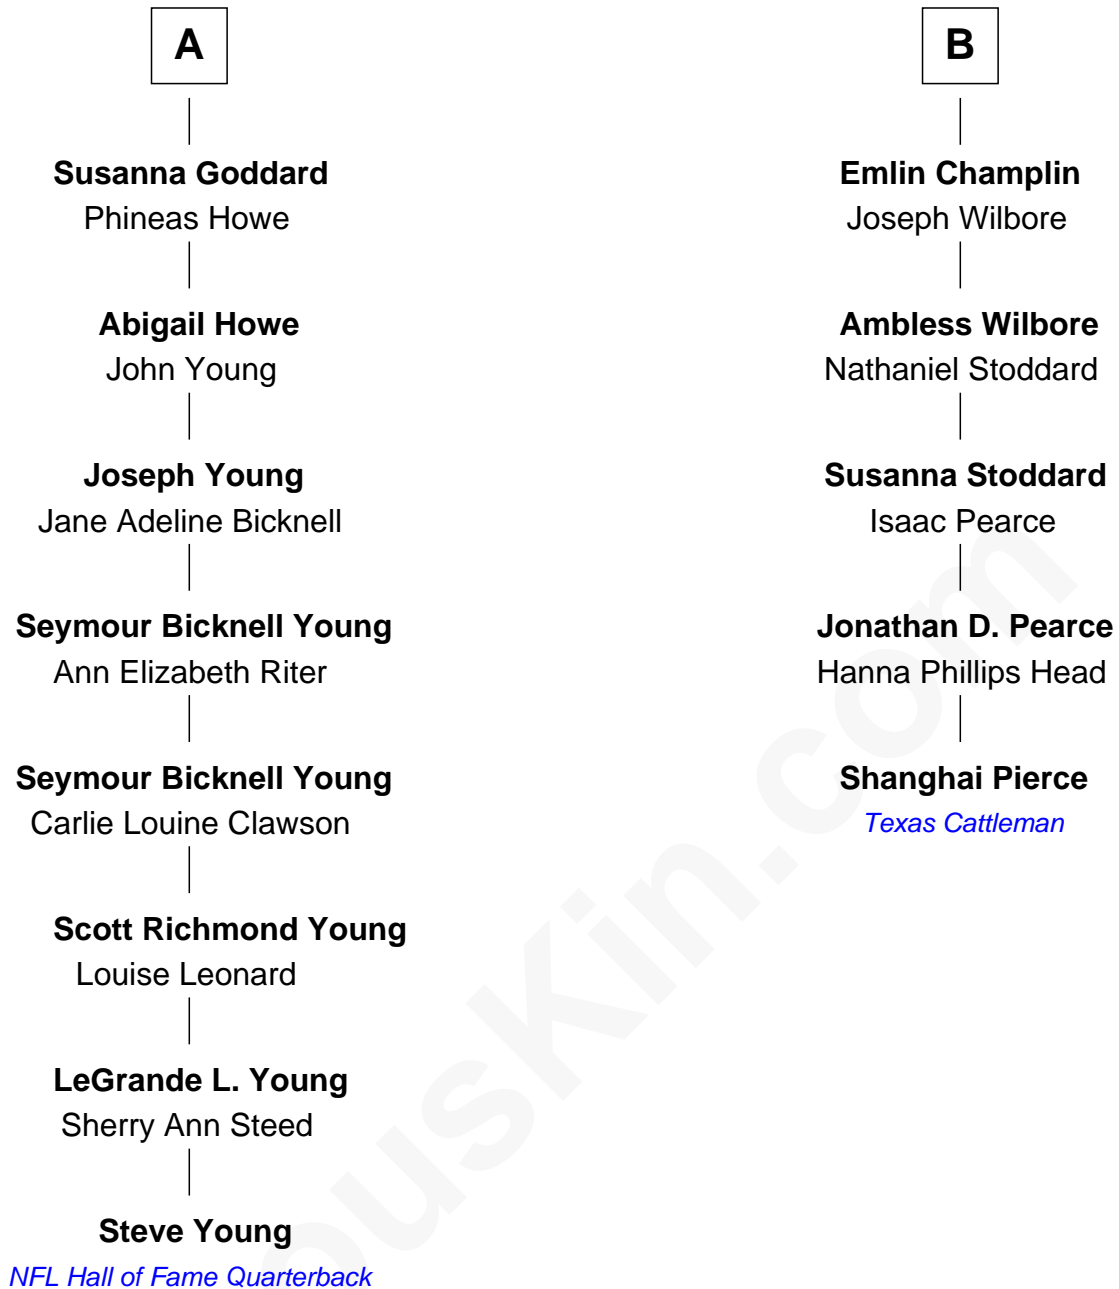 A
Susanna Goddard
Phineas Howe
Abigail Howe
John Young
Joseph Young
Jane Adeline Bicknell
Seymour Bicknell Young
Ann Elizabeth Riter
Seymour Bicknell Young
Carlie Louine Clawson
Scott Richmond Young
Louise Leonard
LeGrande L. Young
Sherry Ann Steed
Steve Young
NFL Hall of Fame Quarterback
B
Emlin Champlin
Joseph Wilbore
Ambless Wilbore
Nathaniel Stoddard
Susanna Stoddard
Isaac Pearce
Jonathan D. Pearce
Hanna Phillips Head
Shanghai Pierce
Texas Cattleman
ousKin.com